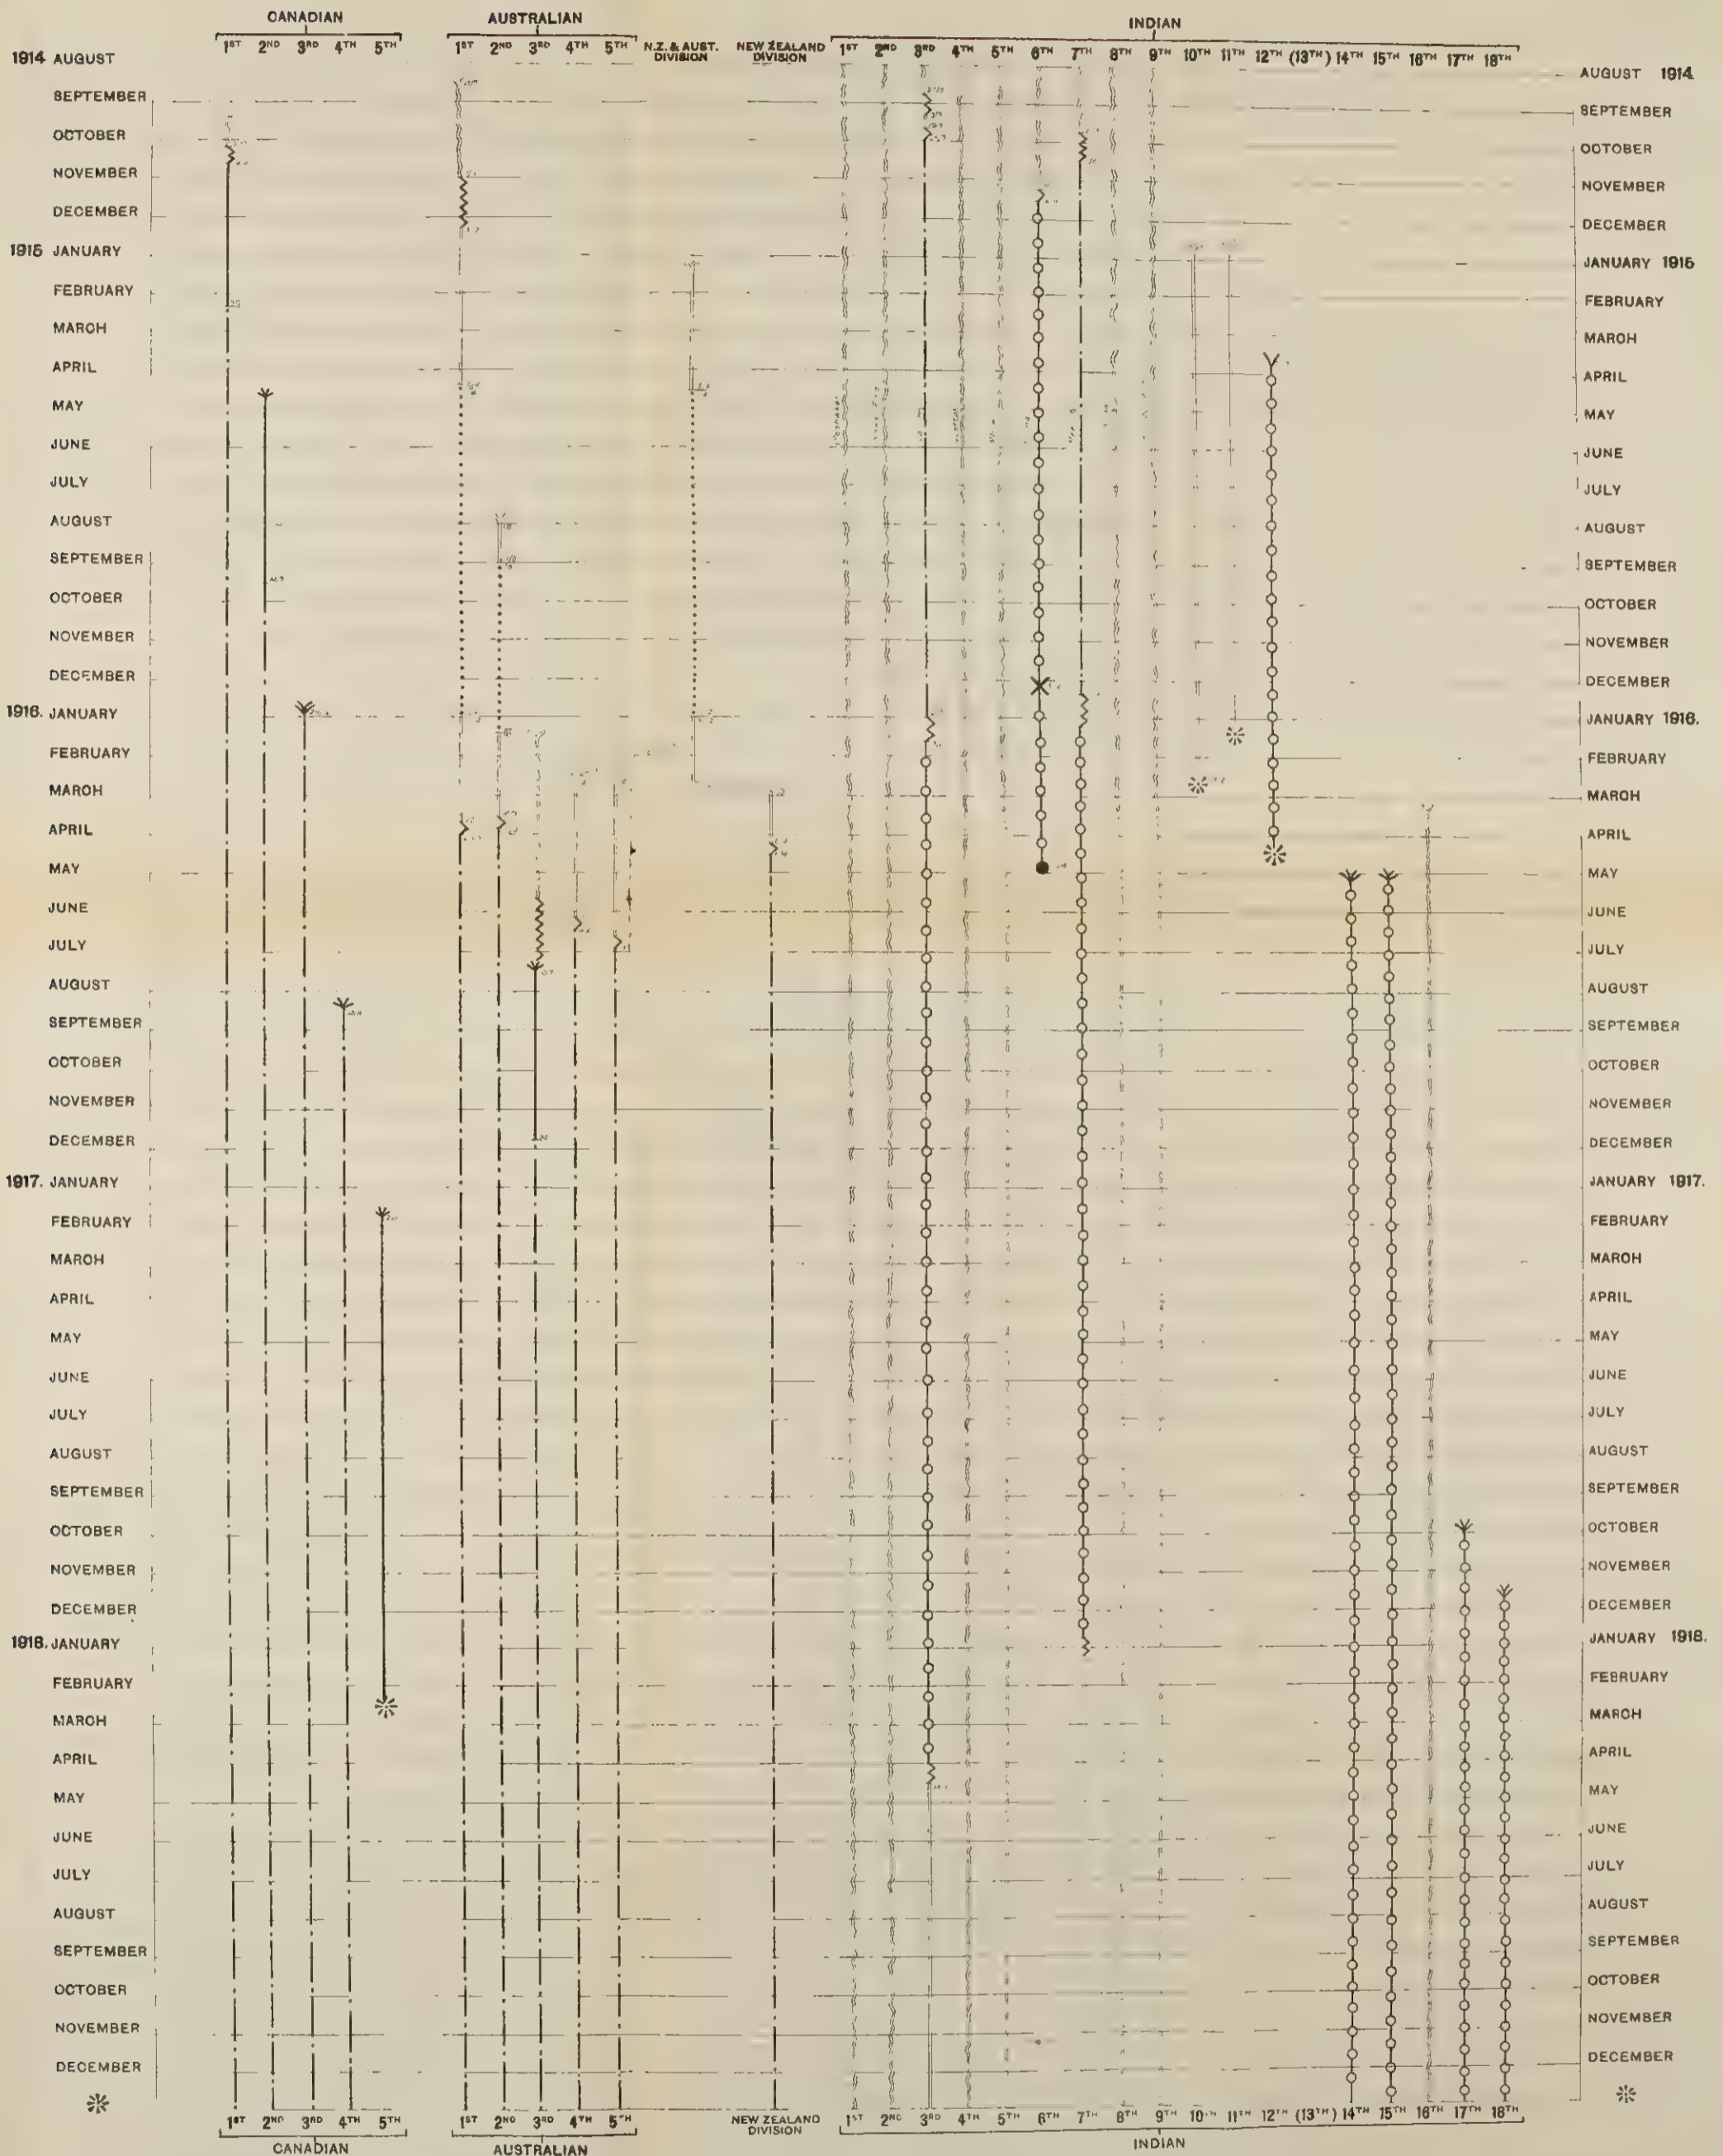 CANADIAN AUSTRALIAN INDIAN
1ST 2ND 3RD 4TH 5TH 1ST 2ND 3RD 4TH 5TH N.Z. & AUST. DIVISION NEW ZEALAND DIVISION 1ST 2ND 3RD 4TH 5TH 6TH 7TH 8TH 9TH 10TH 11TH 12TH (13TH) 14TH 15TH 16TH 17TH 18TH
1914 AUGUST AUGUST 1914
SEPTEMBER SEPTEMBER
OCTOBER OCTOBER
NOVEMBER NOVEMBER
DECEMBER DECEMBER
1915 JANUARY JANUARY 1915
FEBRUARY FEBRUARY
MARCH MARCH
APRIL APRIL
MAY MAY
JUNE JUNE
JULY JULY
AUGUST AUGUST
SEPTEMBER SEPTEMBER
OCTOBER OCTOBER
NOVEMBER NOVEMBER
DECEMBER DECEMBER
1916. JANUARY JANUARY 1916.
FEBRUARY FEBRUARY
MARCH MARCH
APRIL APRIL
MAY MAY
JUNE JUNE
JULY JULY
AUGUST AUGUST
SEPTEMBER SEPTEMBER
OCTOBER OCTOBER
NOVEMBER NOVEMBER
DECEMBER DECEMBER
1917. JANUARY JANUARY 1917.
FEBRUARY FEBRUARY
MARCH MARCH
APRIL APRIL
MAY MAY
JUNE JUNE
JULY JULY
AUGUST AUGUST
SEPTEMBER SEPTEMBER
OCTOBER OCTOBER
NOVEMBER NOVEMBER
DECEMBER DECEMBER
1918. JANUARY JANUARY 1918.
FEBRUARY FEBRUARY
MARCH MARCH
APRIL APRIL
MAY MAY
JUNE JUNE
JULY JULY
AUGUST AUGUST
SEPTEMBER SEPTEMBER
OCTOBER OCTOBER
NOVEMBER NOVEMBER
DECEMBER DECEMBER
1ST 2ND 3RD 4TH 5TH 1ST 2ND 3RD 4TH 5TH NEW ZEALAND DIVISION 1ST 2ND 3RD 4TH 5TH 6TH 7TH 8TH 9TH 10TH 11TH 12TH (13TH) 14TH 15TH 16TH 17TH 18TH
CANADIAN AUSTRALIAN INDIAN